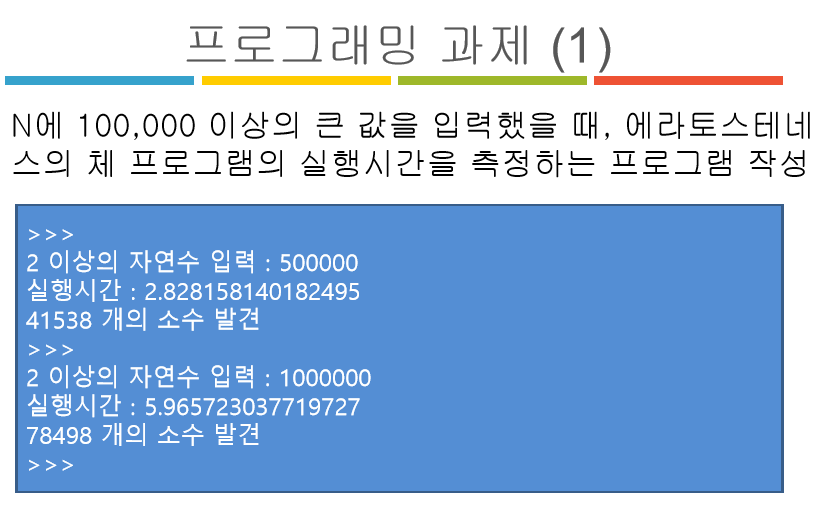 프로그래밍 과제 (1)
N에 100,000 이상의 큰 값을 입력했을 때, 에라토스테네
스의 체 프로그램의 실행시간을 측정하는 프로그램 작성
>>>
2 이상의 자연수 입력 : 500000
실행시간 : 2.828158140182495
41538 개의 소수 발견
>>>
2 이상의 자연수 입력 : 1000000
실행시간 : 5.965723037719727
78498 개의 소수 발견
>>>